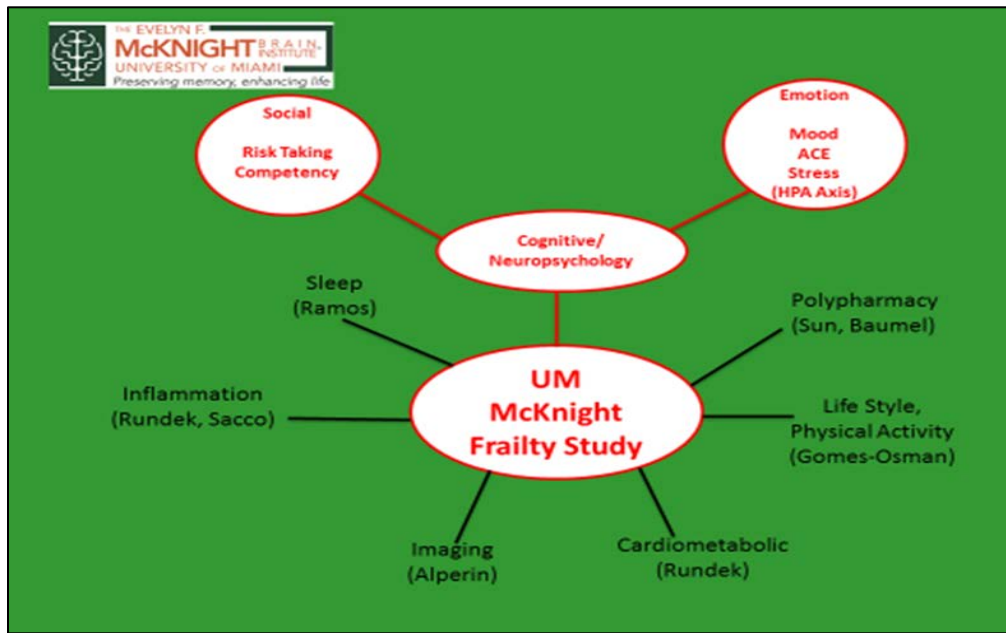 THE EVELYN F.
McKNIGHT BRAIN INSTITUTE
UNIVERSITY OF MIAMI
Preserving memory, enhancing life
Social
Risk Taking
Competency
Emotion
Mood
ACE
Stress
(HPA Axis)
Cognitive/
Neuropsychology
Sleep
(Ramos)
Polypharmacy
(Sun, Baumel)
Inflammation
(Rundek, Sacco)
UM
McKnight
Frailty Study
Life Style,
Physical Activity
(Gomes-Osman)
Imaging
(Alperin)
Cardiometabolic
(Rundek)